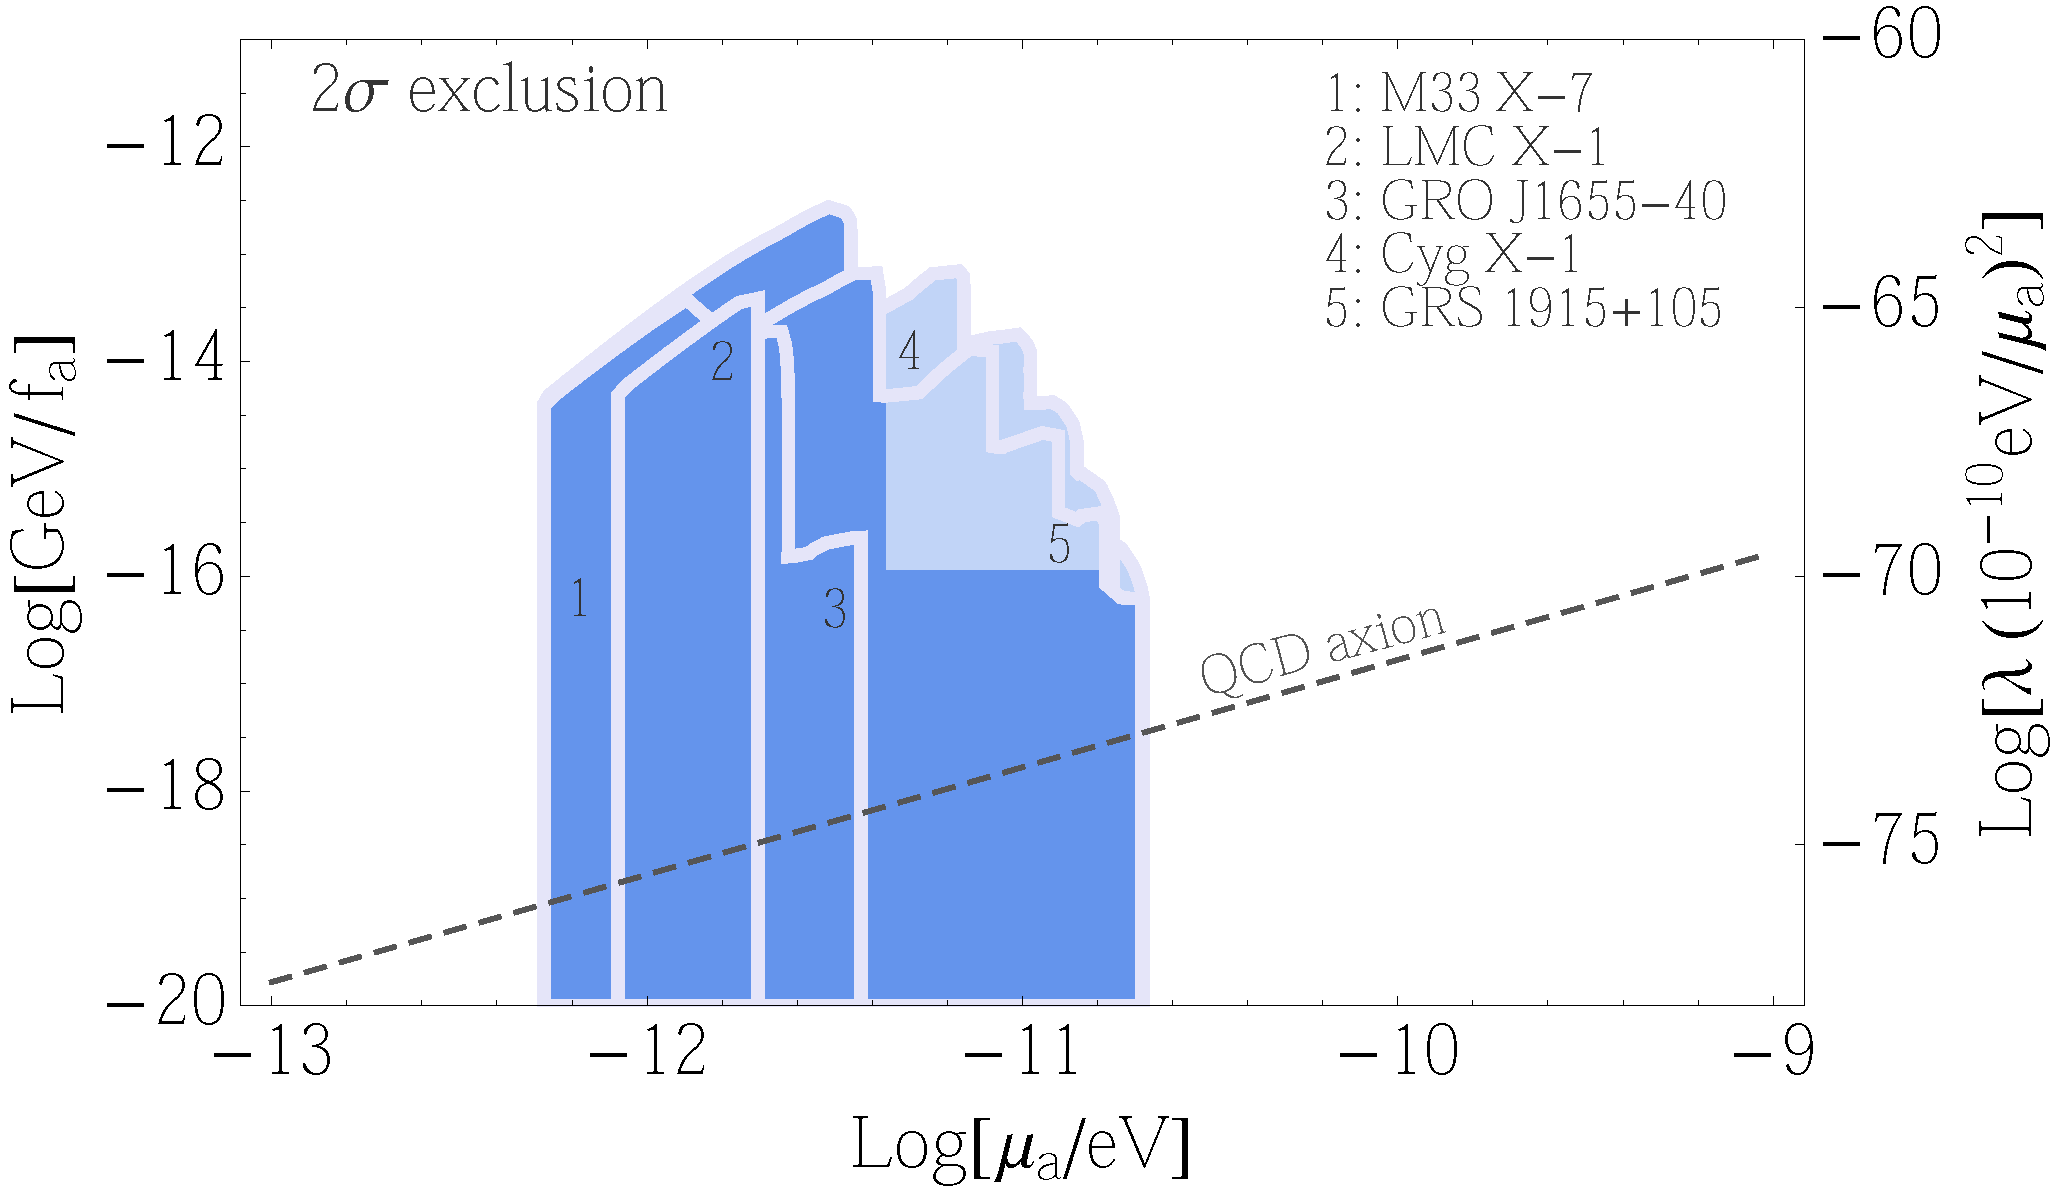 2σ exclusion
1: M33 X−7
2: LMC X−1
3: GRO J1655−40
4: Cyg X−1
5: GRS 1915+105
Log[GeV/fₐ]
−12
−14
−16
−18
−20
−60
−65
−70
−75
Log[λ (10⁻¹⁰eV/μₐ)²]
1
2
3
4
5
QCD axion
−13
−12
−11
−10
−9
Log[μₐ/eV]